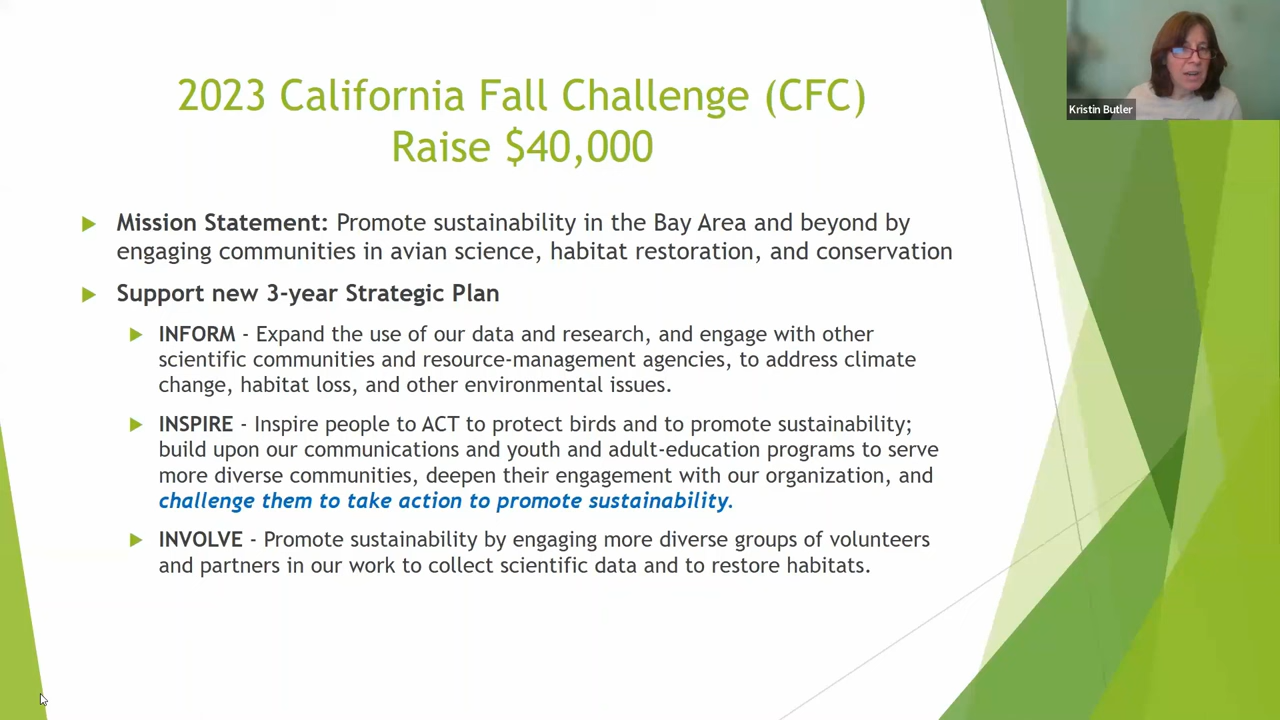 2023 California Fall Challenge (CFC)
Raise $40,000
Kristin Butler
Mission Statement: Promote sustainability in the Bay Area and beyond by
engaging communities in avian science, habitat restoration, and conservation
Support new 3-year Strategic Plan
INFORM - Expand the use of our data and research, and engage with other
scientific communities and resource-management agencies, to address climate
change, habitat loss, and other environmental issues.
INSPIRE - Inspire people to ACT to protect birds and to promote sustainability;
build upon our communications and youth and adult-education programs to serve
more diverse communities, deepen their engagement with our organization, and
challenge them to take action to promote sustainability.
INVOLVE - Promote sustainability by engaging more diverse groups of volunteers
and partners in our work to collect scientific data and to restore habitats.